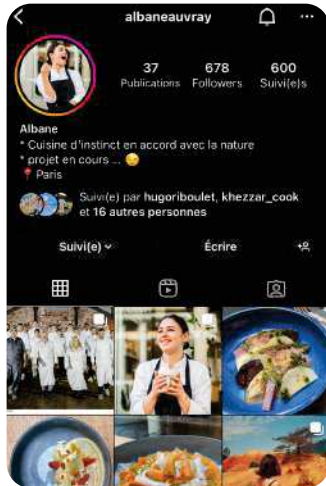 albaneauvray
37 678 600
Publications Followers Suivi(e)s
Albane
* Cuisine d'instinct en accord avec la nature
* projet en cours ... 😉
📍 Paris
Suivi(e) par hugoriboulet, khezzar_cook
et 16 autres personnes
Suivi(e) Écrire